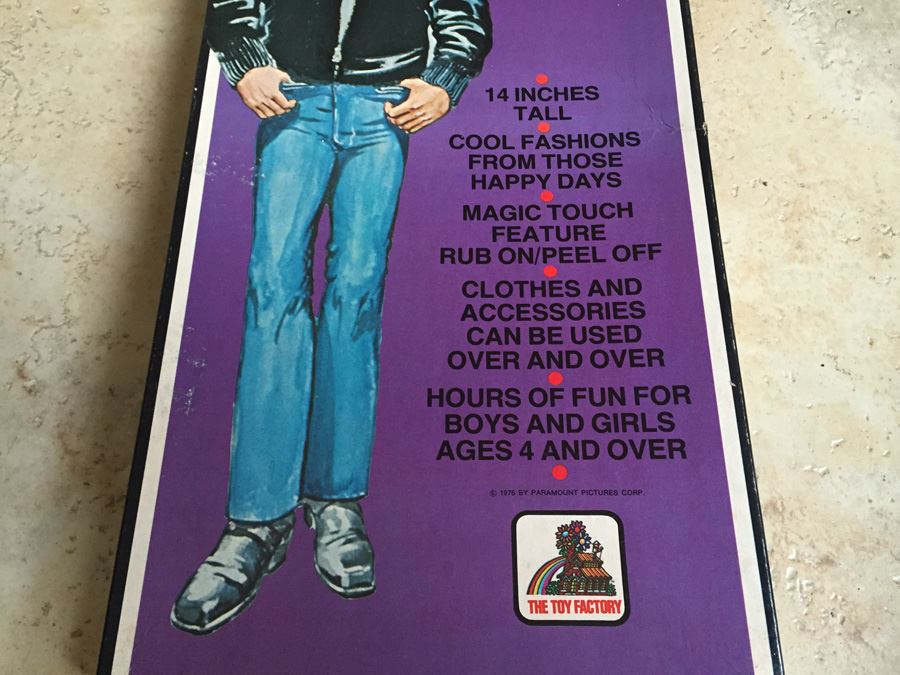 14 INCHES
TALL
COOL FASHIONS
FROM THOSE
HAPPY DAYS
MAGIC TOUCH
FEATURE
RUB ON/PEEL OFF
CLOTHES AND
ACCESSORIES
CAN BE USED
OVER AND OVER
HOURS OF FUN FOR
BOYS AND GIRLS
AGES 4 AND OVER
© 1976 BY PARAMOUNT PICTURES CORP.
THE TOY FACTORY